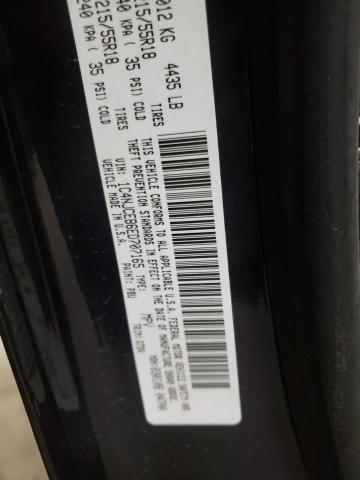 012 KG 4435 LB
215/55R18 TIRES
40 KPA ( 35 PSI) COLD
215/55R18 TIRES
240 KPA ( 35 PSI) COLD
THIS VEHICLE CONFORMS TO ALL APPLICABLE U.S.A. FEDERAL MOTOR VEHICLE SAFETY AND
THEFT PREVENTION STANDARDS IN EFFECT ON THE DATE OF MANUFACTURE SHOWN ABOVE.
VIN: 1C4NJCEB6ED707165 TYPE: MPV
VEHICLE MADE IN U.S.A. PAINT: PBU TRIM: